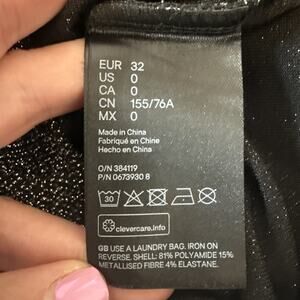 EUR 32
US 0
CA 0
CN 155/76A
MX 0
Made in China
Fabriqué en Chine
Hecho en China
O/N 384119
P/N 0673930 8
30
clevercare.info
GB USE A LAUNDRY BAG. IRON ON
REVERSE. SHELL: 81% POLYAMIDE 15%
METALLISED FIBRE 4% ELASTANE.